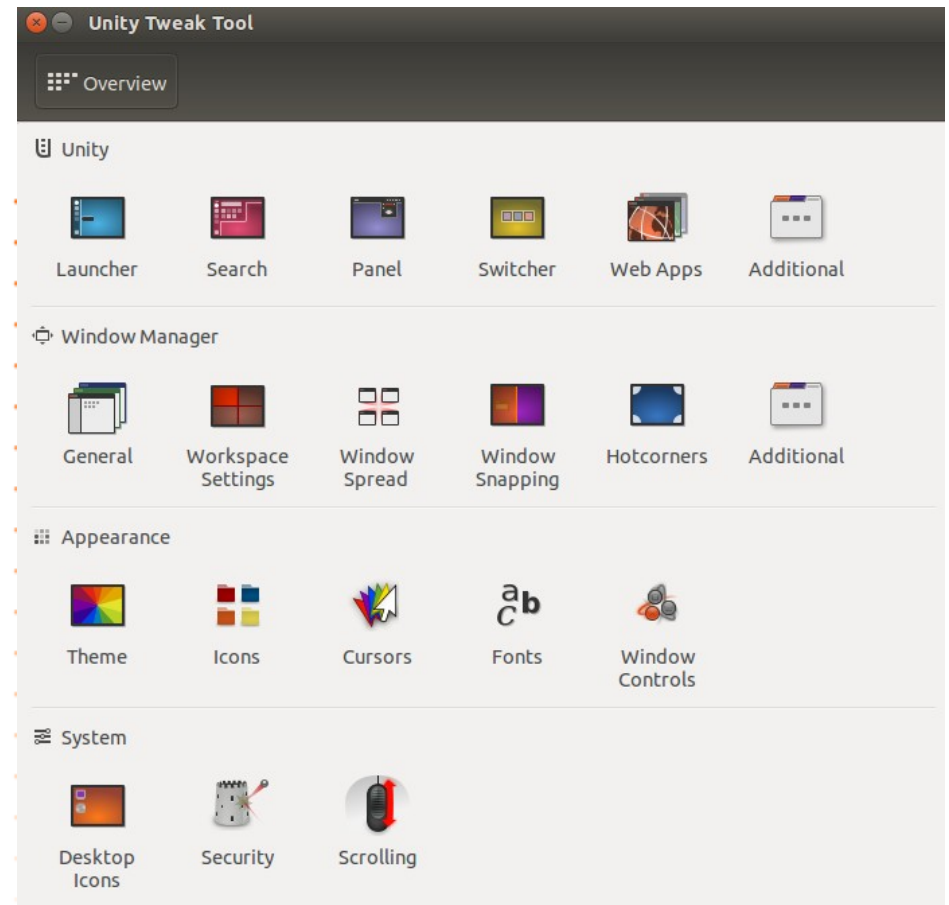 Unity Tweak Tool
Overview
Unity
Launcher Search Panel Switcher Web Apps Additional
Window Manager
General Workspace Settings Window Spread Window Snapping Hotcorners Additional
Appearance
a b c
Theme Icons Cursors Fonts Window Controls
System
Desktop Icons Security Scrolling